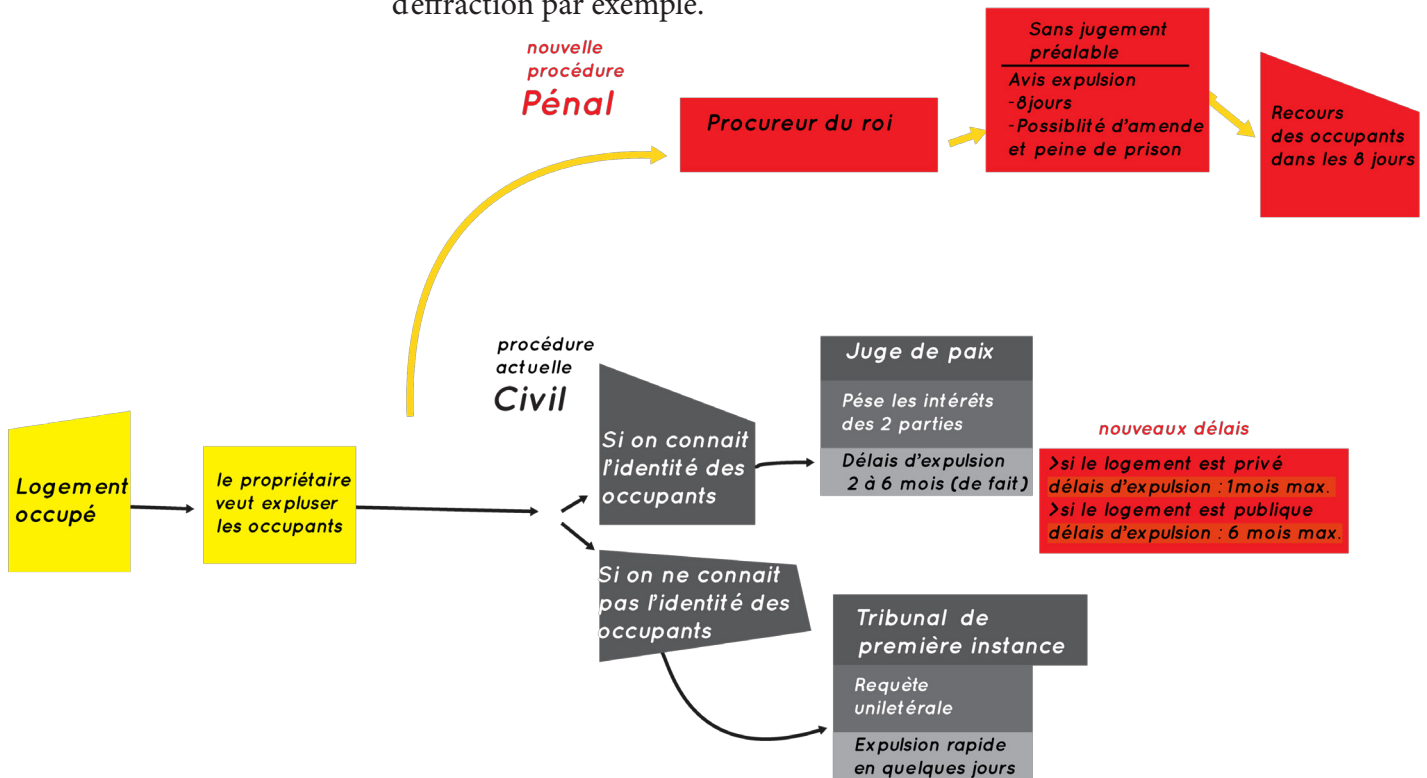 d'effraction par exemple.
nouvelle
procédure
Pénal
Procureur du roi
Sans jugement
préalable
Avis expulsion
-8jours
-Possiblité d'amende
et peine de prison
Recours
des occupants
dans les 8 jours
procédure
actuelle
Civil
Logement
occupé
le propriétaire
veut expluser
les occupants
Si on connait
l'identité des
occupants
Juge de paix
Pése les intérêts
des 2 parties
Délais d'expulsion
2 à 6 mois (de fait)
nouveaux délais
>si le logement est privé
délais d'expulsion : 1mois max.
>si le logement est publique
délais d'expulsion : 6 mois max.
Si on ne connait
pas l'identité des
occupants
Tribunal de
première instance
Requète
uniletérale
Expulsion rapide
en quelques jours